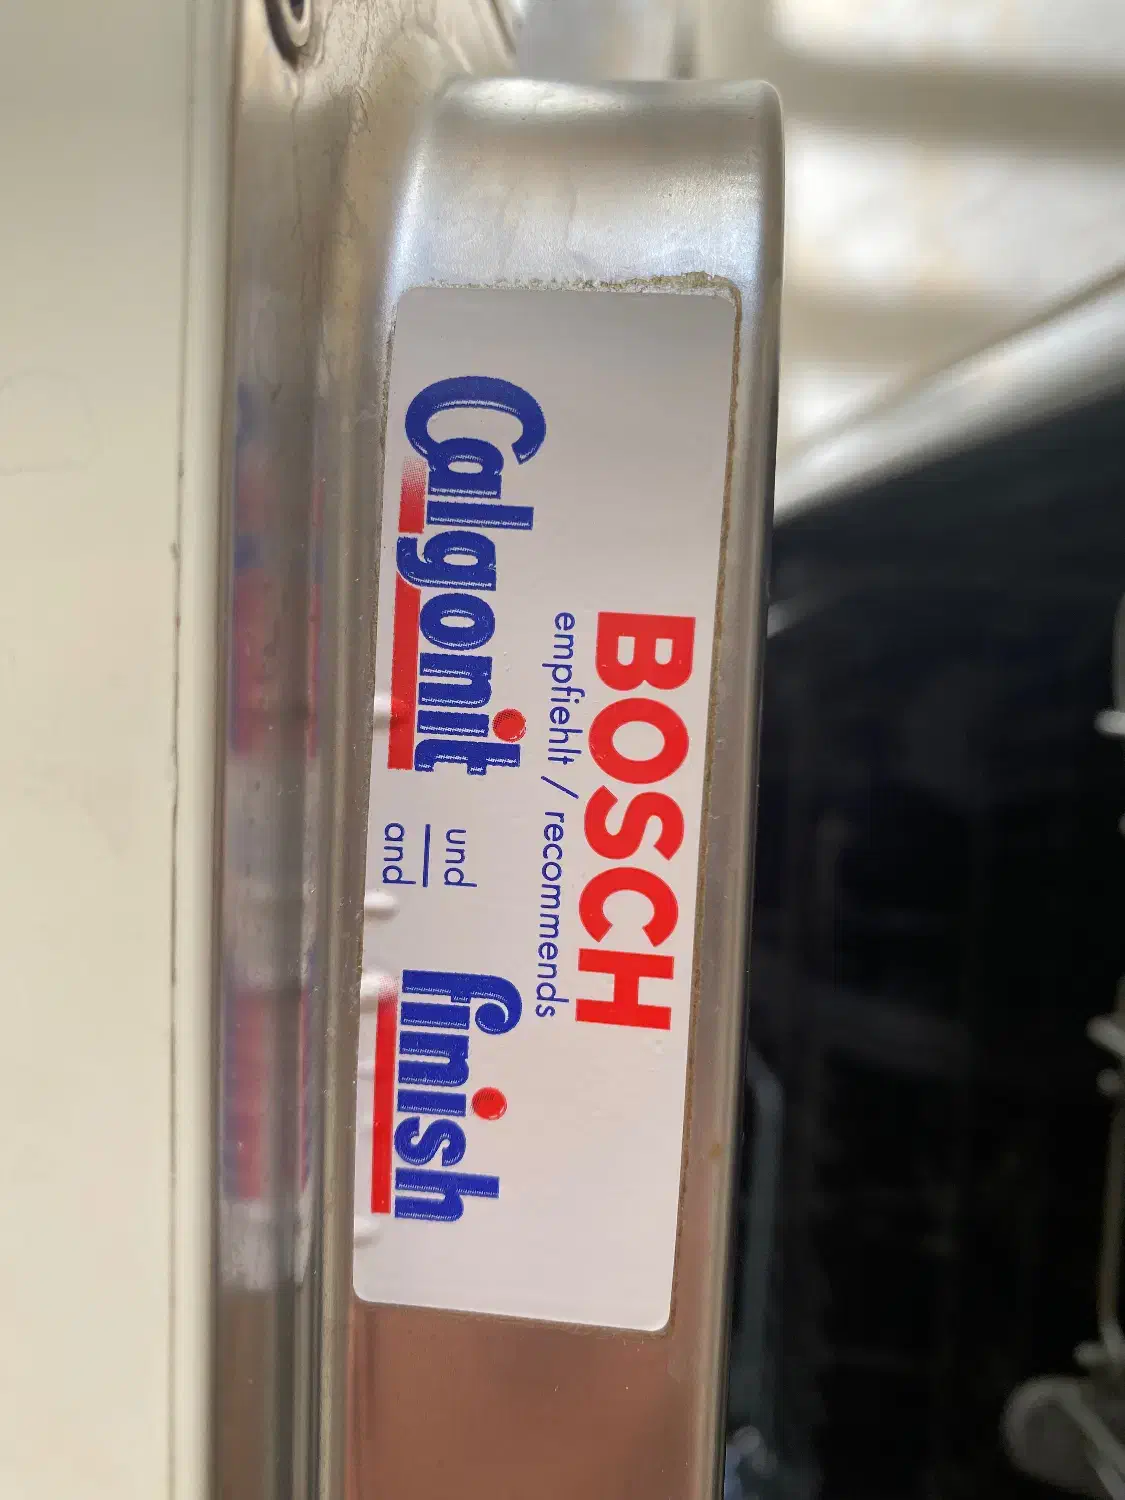 BOSCH
empfiehlt / recommends
Calgonit und finish
and